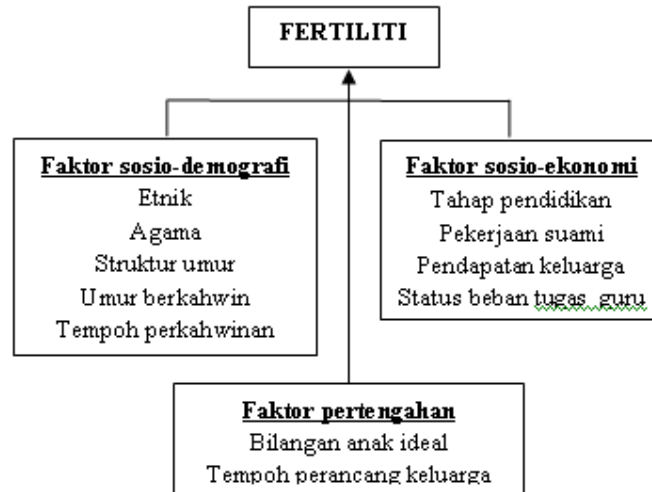 FERTILITI
Faktor sosio-demografi
Etnik
Agama
Struktur umur
Umur berkahwin
Tempoh perkahwinan
Faktor sosio-ekonomi
Tahap pendidikan
Pekerjaan suami
Pendapatan keluarga
Status beban tugas guru
Faktor pertengahan
Bilangan anak ideal
Tempoh perancang keluarga